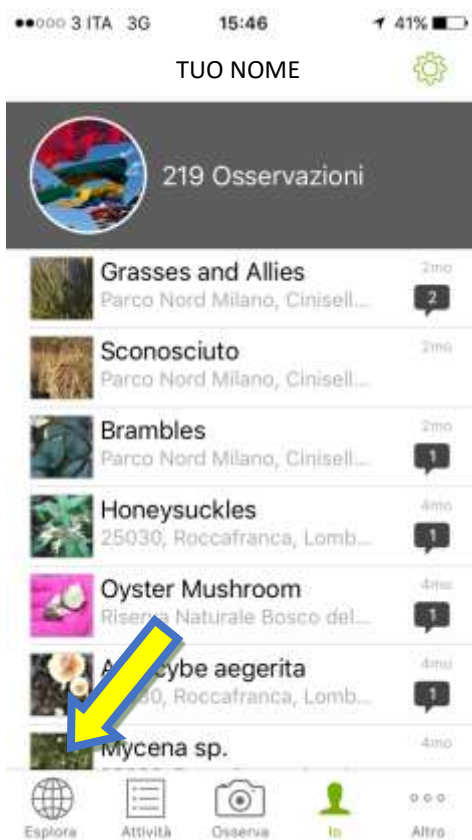 3 ITA 3G 15:46 41%
TUO NOME
219 Osservazioni
Grasses and Allies 2mo
Parco Nord Milano, Cinisell... 2
Sconosciuto 2mo
Parco Nord Milano, Cinisell...
Brambles 2mo
Parco Nord Milano, Cinisell... 1
Honeysuckles 4mo
25030, Roccafranca, Lomb... 1
Oyster Mushroom 4mo
Riserva Naturale Bosco del... 1
aegerita 4mo
Roccafranca, Lomb... 1
Mycena sp. 4mo
Esplora Attività Osserva Io Altro